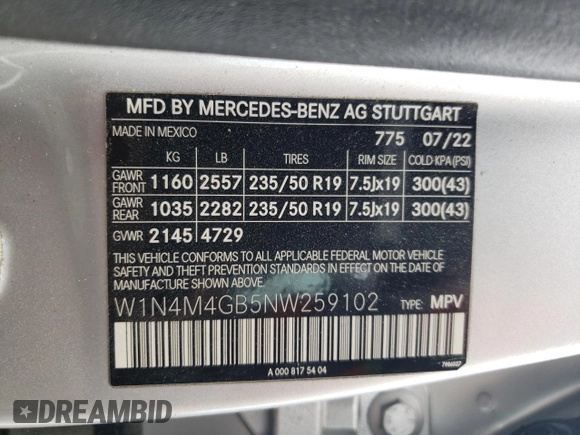 MFD BY MERCEDES-BENZ AG STUTTGART
MADE IN MEXICO 775 07/22
KG LB TIRES RIM SIZE COLD KPA(PSI)
GAWR FRONT 1160 2557 235/50 R19 7.5Jx19 300(43)
GAWR REAR 1035 2282 235/50 R19 7.5Jx19 300(43)
GVWR 2145 4729
THIS VEHICLE CONFORMS TO ALL APPLICABLE FEDERAL MOTOR VEHICLE
SAFETY AND THEFT PREVENTION STANDARDS IN EFFECT ON THE DATE OF
MANUFACTURE SHOWN ABOVE.
W1N4M4GB5NW259102 TYPE: MPV
A 000 817 54 04
DREAMBID